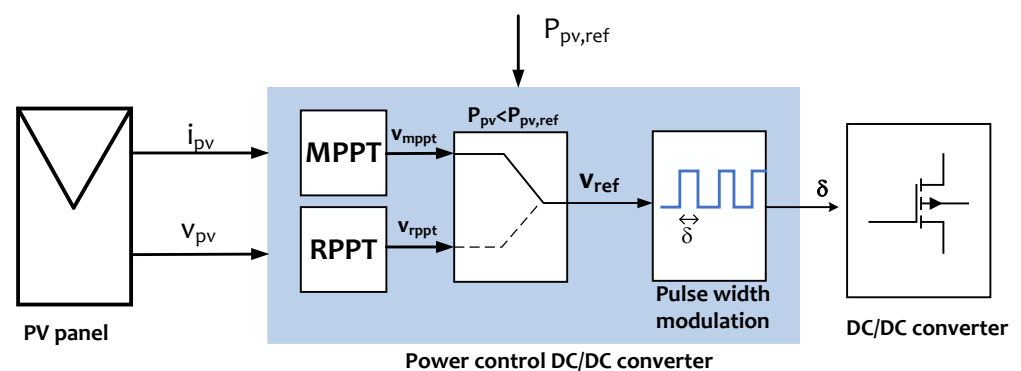 P_pv,ref
i_pv
v_pv
PV panel
MPPT
RPPT
v_mppt
v_rppt
P_pv<P_pv,ref
v_ref
δ
Pulse width
modulation
δ
DC/DC converter
Power control DC/DC converter